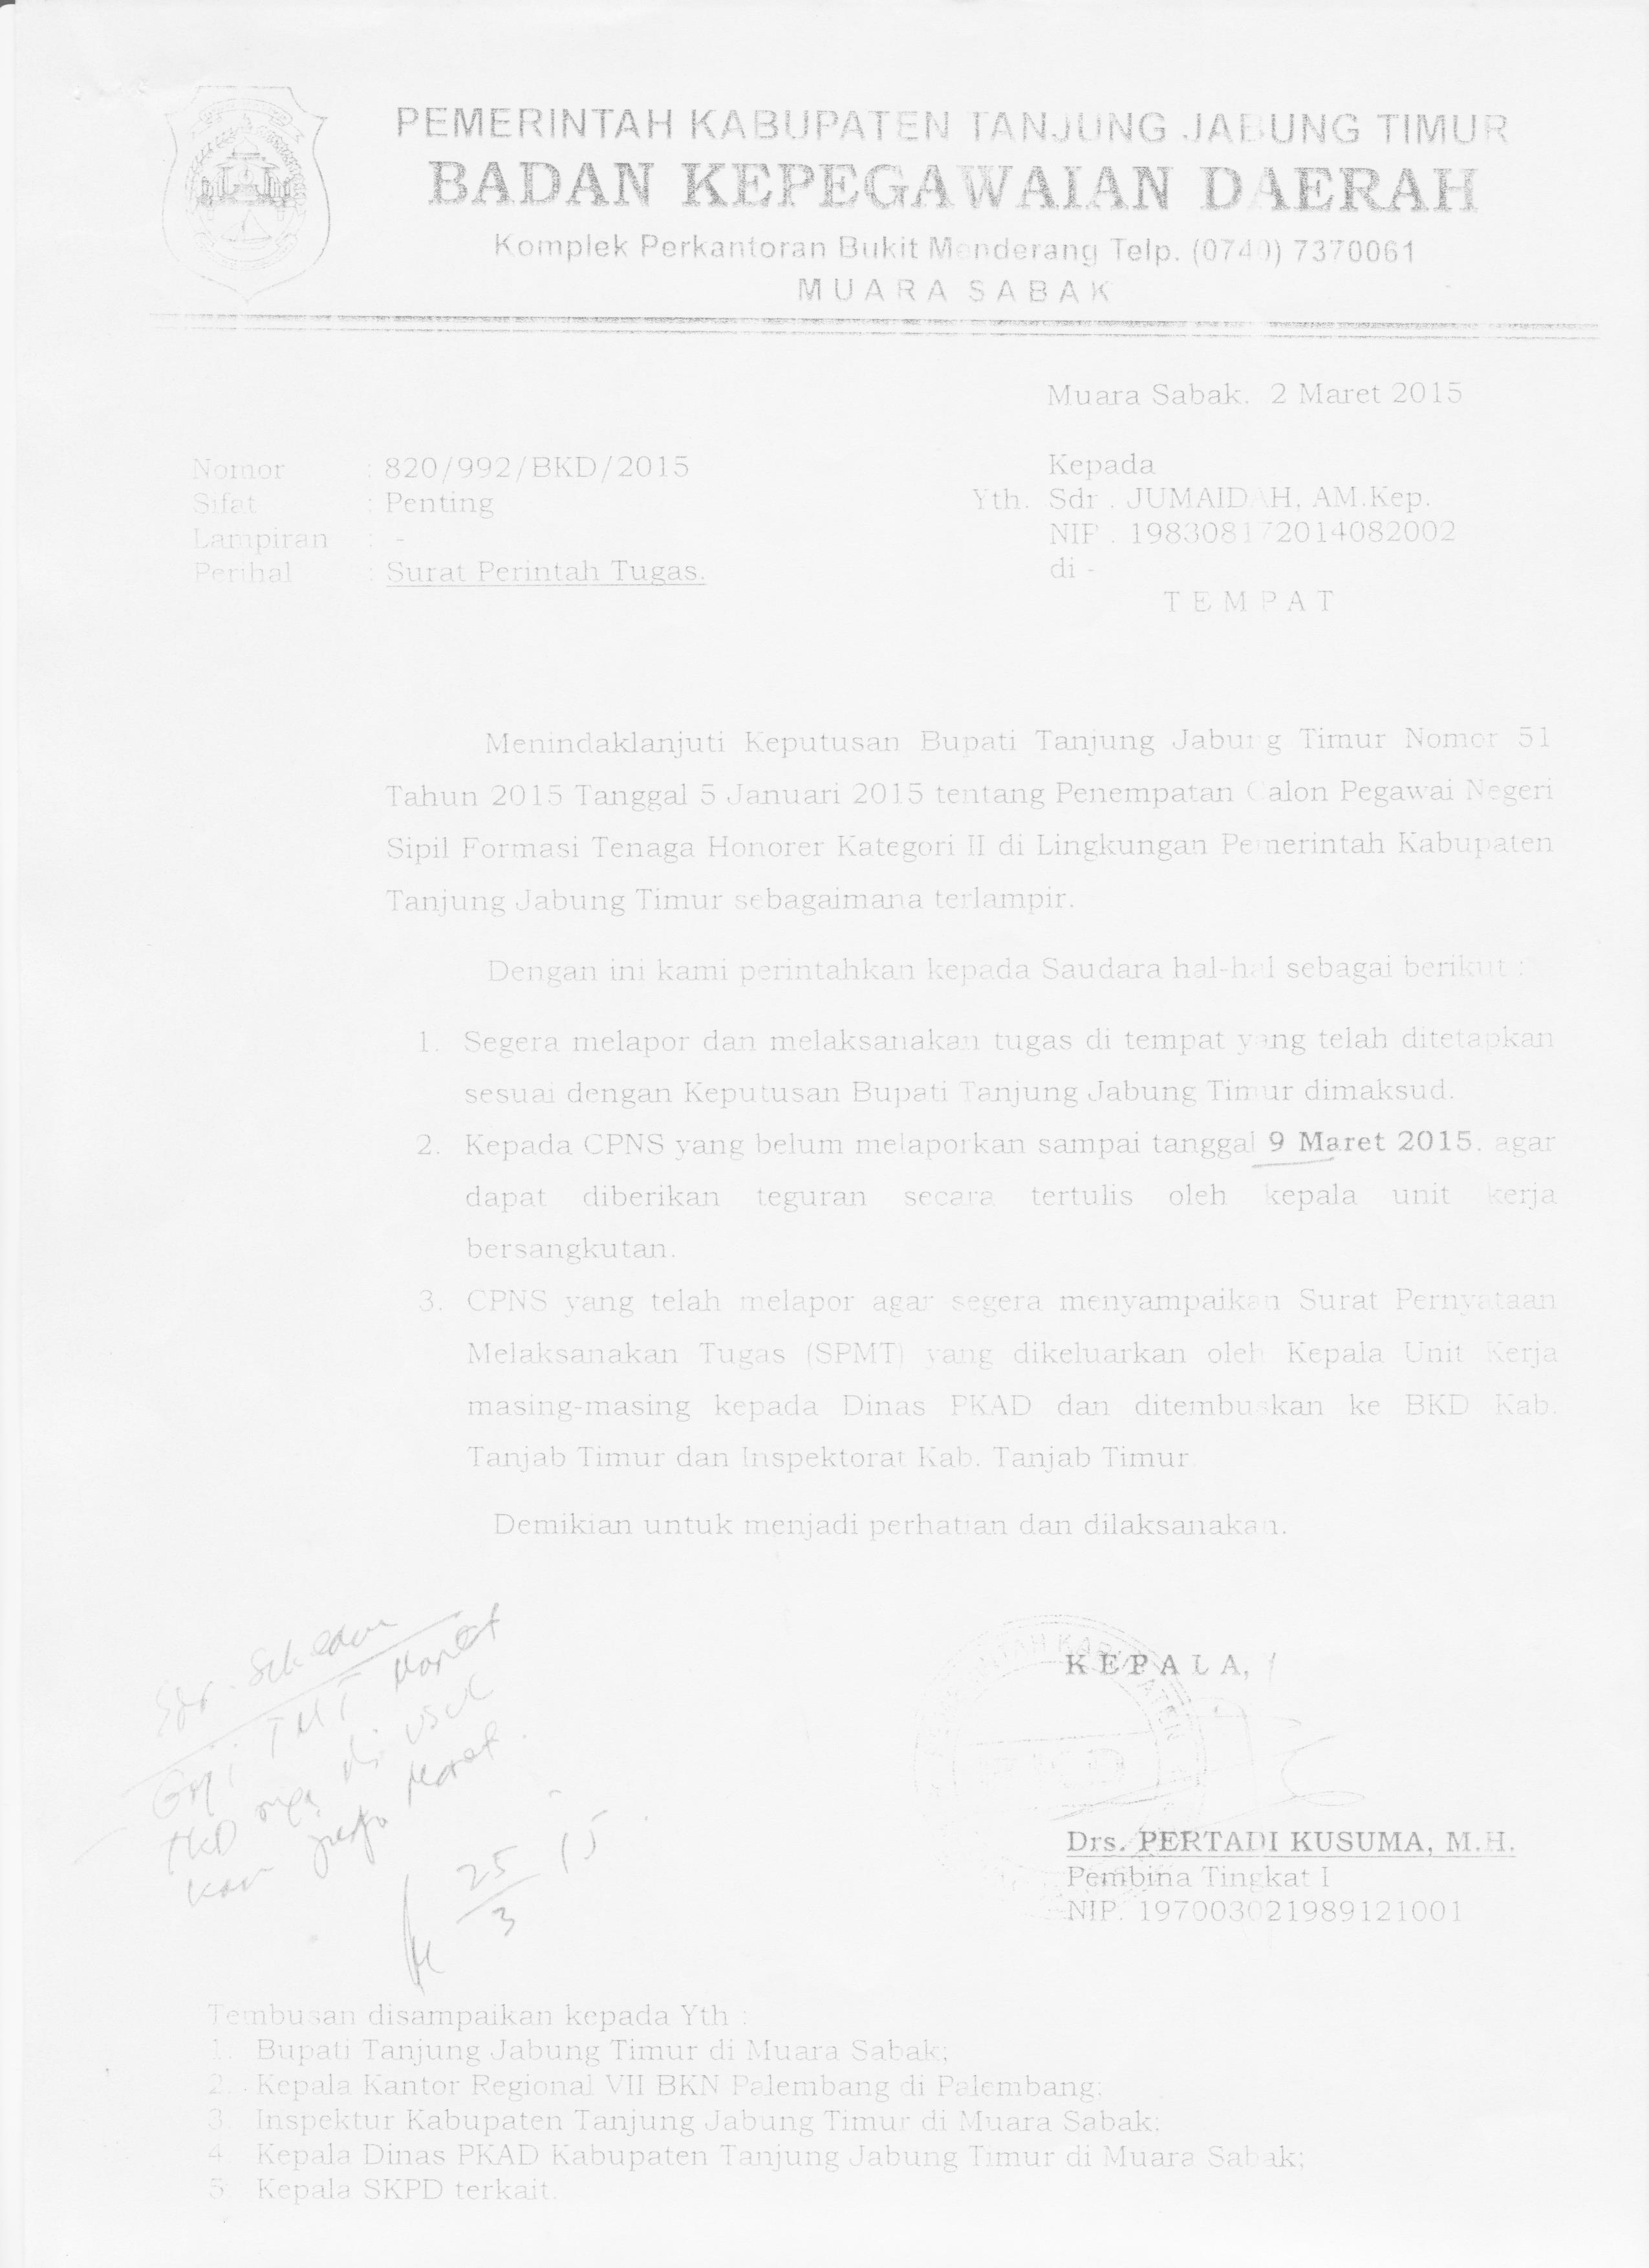 PEMERINTAH KABUPATEN TANJUNG JABUNG TIMUR
BADAN KEPEGAWAIAN DAERAH
Komplek Perkantoran Bukit Menderang Telp. (0740) 7370061
MUARA SABAK
Muara Sabak. 2 Maret 2015
Nomor : 820/992/BKD/2015
Sifat : Penting
Lampiran : -
Perihal : Surat Perintah Tugas.
Kepada
Yth. Sdr . JUMAIDAH, AM.Kep.
NIP . 198308172014082002
di -
TEMPAT
Menindaklanjuti Keputusan Bupati Tanjung Jabung Timur Nomor 51
Tahun 2015 Tanggal 5 Januari 2015 tentang Penempatan Calon Pegawai Negeri
Sipil Formasi Tenaga Honorer Kategori II di Lingkungan Pemerintah Kabupaten
Tanjung Jabung Timur sebagaimana terlampir.
Dengan ini kami perintahkan kepada Saudara hal-hal sebagai berikut :
1. Segera melapor dan melaksanakan tugas di tempat yang telah ditetapkan
sesuai dengan Keputusan Bupati Tanjung Jabung Timur dimaksud.
2. Kepada CPNS yang belum melaporkan sampai tanggal 9 Maret 2015. agar
dapat diberikan teguran secara tertulis oleh kepala unit kerja
bersangkutan.
3. CPNS yang telah melapor agar segera menyampaikan Surat Pernyataan
Melaksanakan Tugas (SPMT) yang dikeluarkan oleh Kepala Unit Kerja
masing-masing kepada Dinas PKAD dan ditembuskan ke BKD Kab.
Tanjab Timur dan Inspektorat Kab. Tanjab Timur.
Demikian untuk menjadi perhatian dan dilaksanakan.
Sdr.
Gaji TMT Maret
TKD di usul
kan juga Maret.
25/3 15
KEPALA,
BKD
Drs. PERTADI KUSUMA, M.H.
Pembina Tingkat I
NIP. 197003021989121001
Tembusan disampaikan kepada Yth :
1. Bupati Tanjung Jabung Timur di Muara Sabak;
2. Kepala Kantor Regional VII BKN Palembang di Palembang;
3. Inspektur Kabupaten Tanjung Jabung Timur di Muara Sabak;
4 Kepala Dinas PKAD Kabupaten Tanjung Jabung Timur di Muara Sabak;
5. Kepala SKPD terkait.